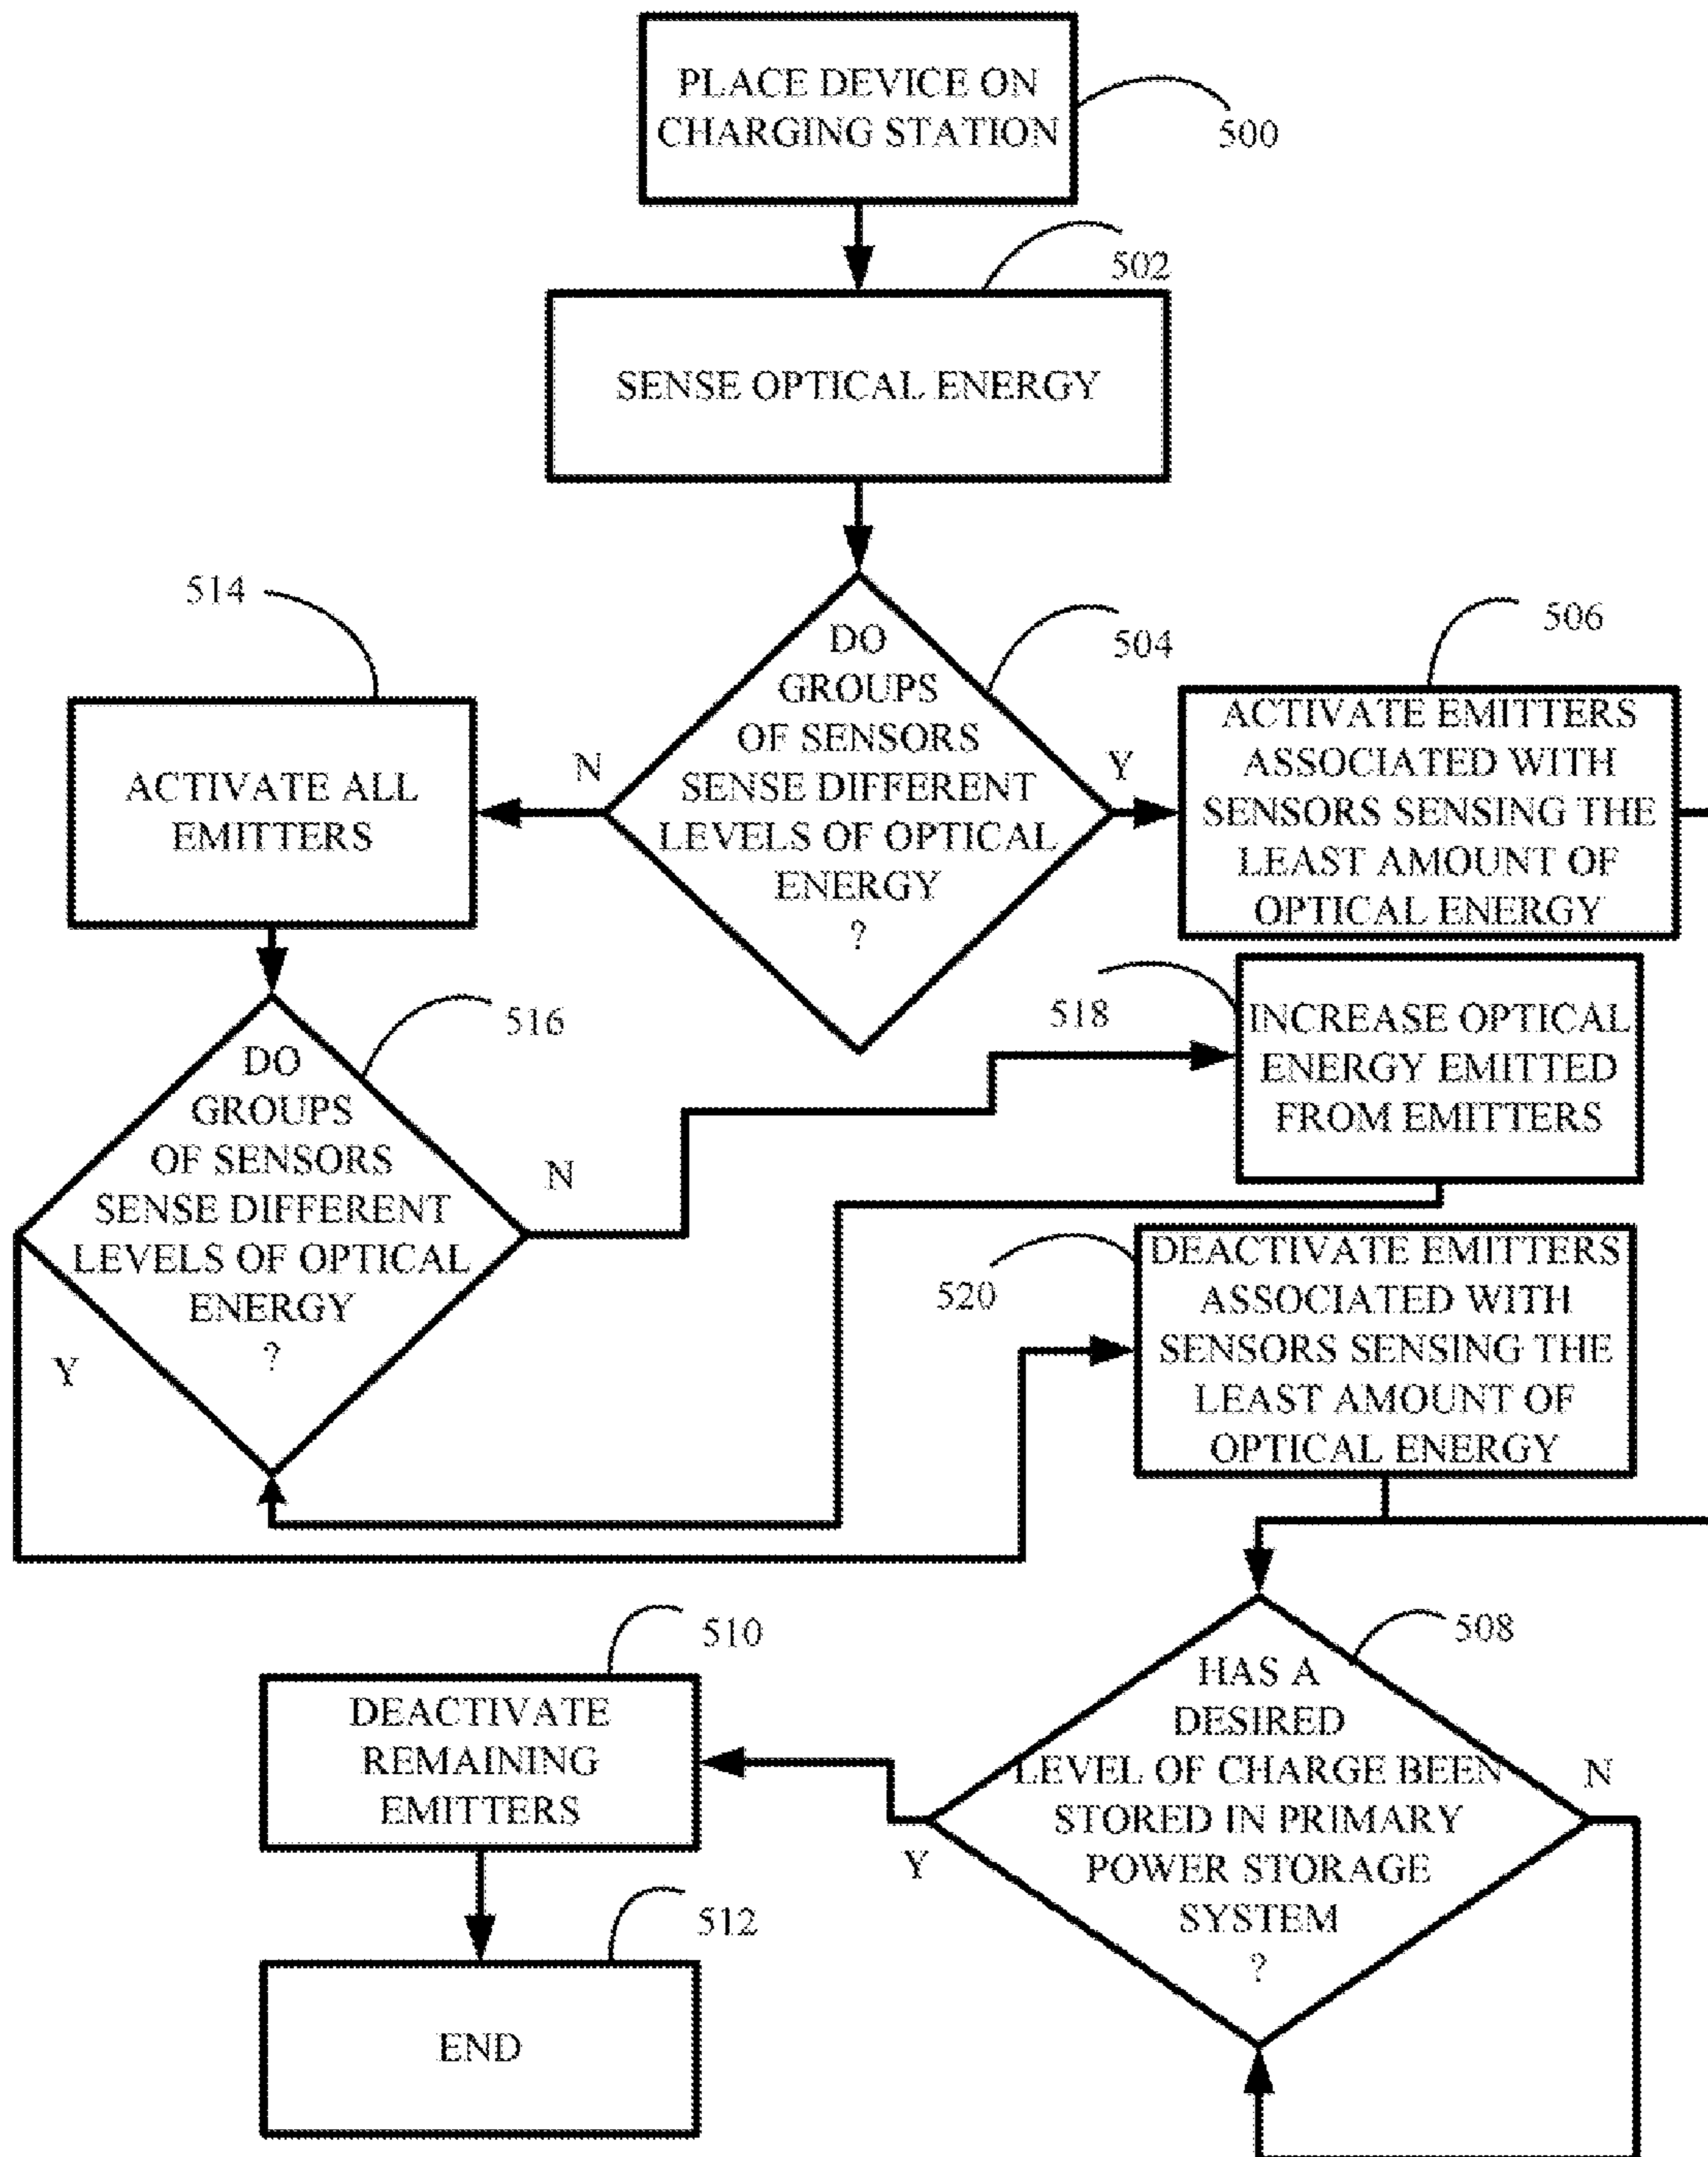 PLACE DEVICE ON
CHARGING STATION
500
502
SENSE OPTICAL ENERGY
514
504
506
DO
GROUPS
OF SENSORS
SENSE DIFFERENT
LEVELS OF OPTICAL
ENERGY
?
N
Y
ACTIVATE ALL
EMITTERS
ACTIVATE EMITTERS
ASSOCIATED WITH
SENSORS SENSING THE
LEAST AMOUNT OF
OPTICAL ENERGY
516
518
DO
GROUPS
OF SENSORS
SENSE DIFFERENT
LEVELS OF OPTICAL
ENERGY
?
N
Y
INCREASE OPTICAL
ENERGY EMITTED
FROM EMITTERS
520
DEACTIVATE EMITTERS
ASSOCIATED WITH
SENSORS SENSING THE
LEAST AMOUNT OF
OPTICAL ENERGY
510
508
DEACTIVATE
REMAINING
EMITTERS
HAS A
DESIRED
LEVEL OF CHARGE BEEN
STORED IN PRIMARY
POWER STORAGE
SYSTEM
?
N
Y
512
END